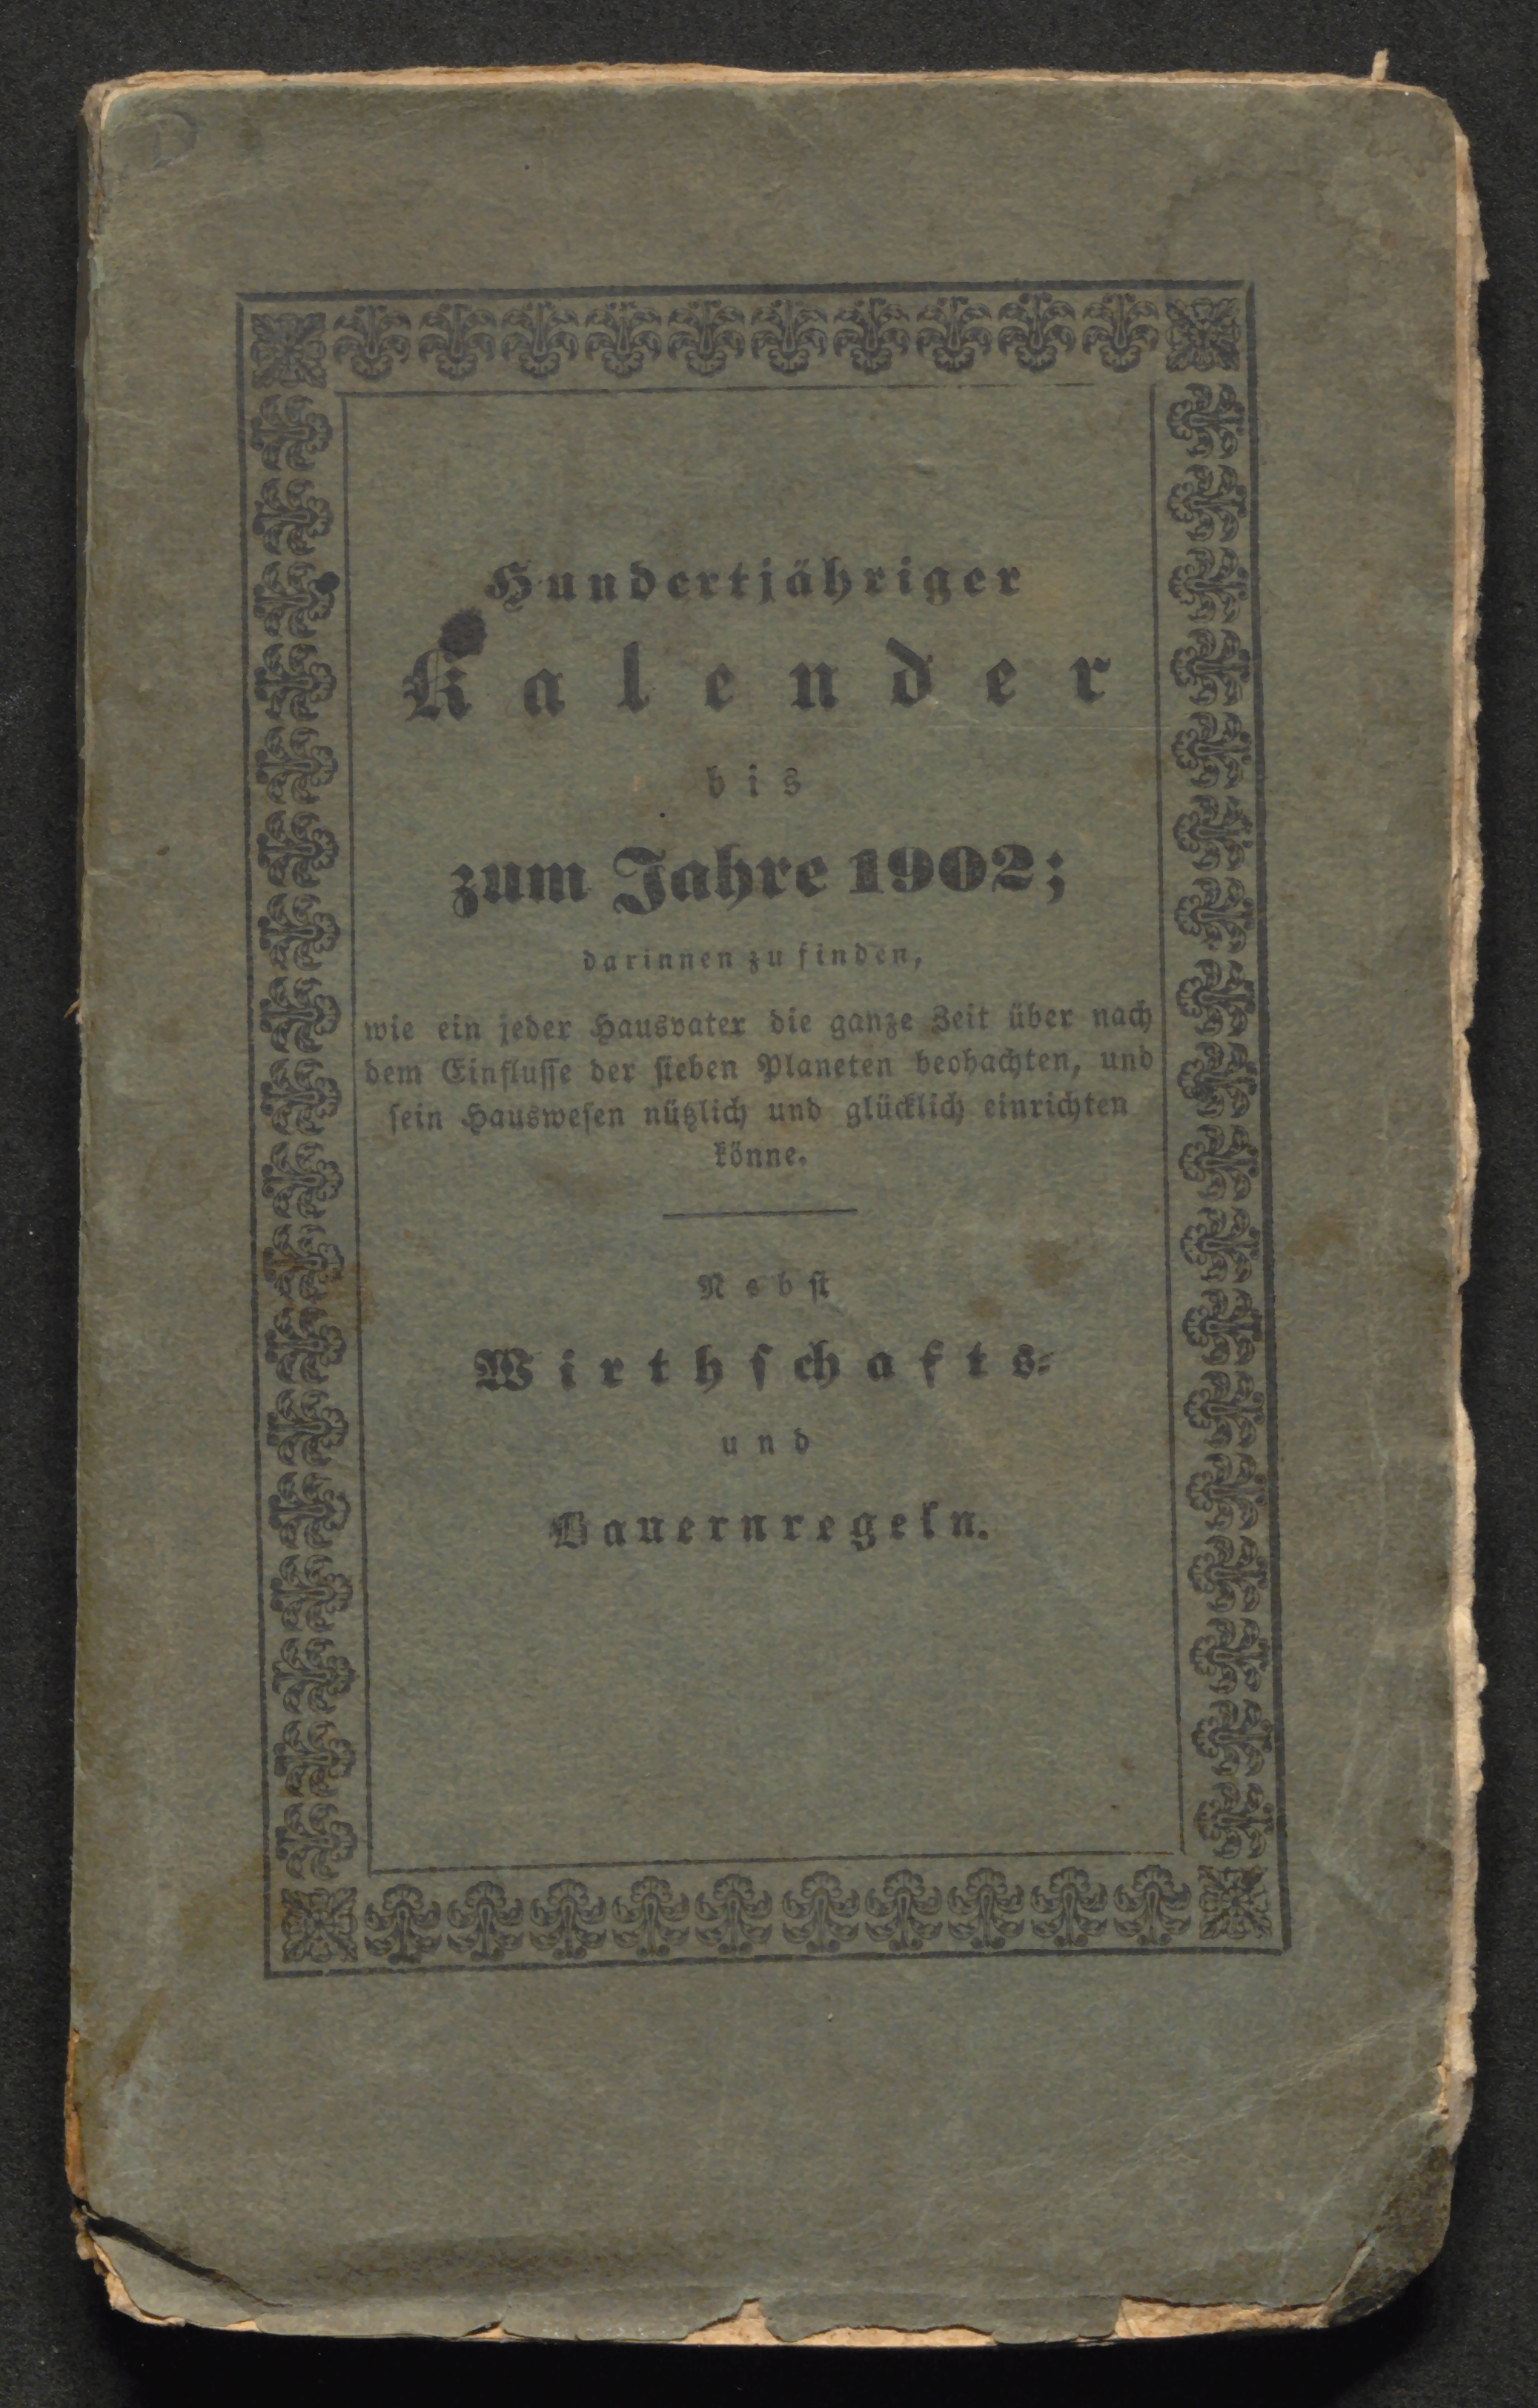 Hundertjähriger
Kalender
bis
zum Jahre 1902;
darinnen zu finden,
wie ein jeder Hausvater die ganze Zeit über nach
dem Einflusse der sieben Planeten beobachten, und
sein Hauswesen nützlich und glücklich einrichten
könne.
Nebst
Wirthschafts-
und
Bauernregeln.